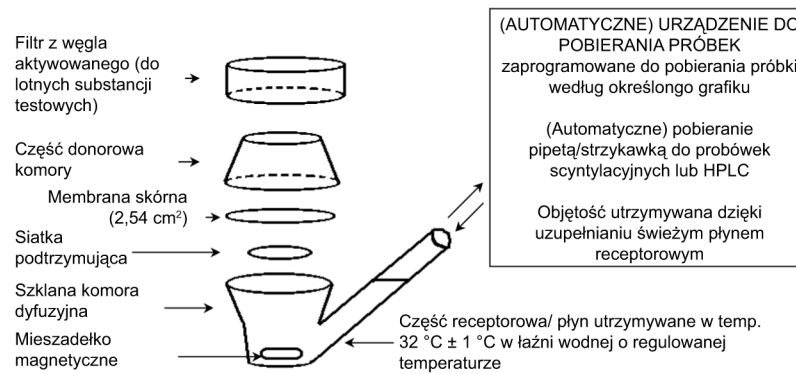 Filtr z węgla
aktywowanego (do
lotnych substancji
testowych)
Część donorowa
komory
Membrana skórna
(2,54 cm²)
Siatka
podtrzymująca
Szklana komora
dyfuzyjna
Mieszadełko
magnetyczne
(AUTOMATYCZNE) URZĄDZENIE DO
POBIERANIA PRÓBEK
zaprogramowane do pobierania próbki
według określongo grafiku
(Automatyczne) pobieranie
pipetą/strzykawką do probówek
scyntylacyjnych lub HPLC
Objętość utrzymywana dzięki
uzupełnianiu świeżym płynem
receptorowym
Część receptorowa/ płyn utrzymywane w temp.
32 °C ± 1 °C w łaźni wodnej o regulowanej
temperaturze